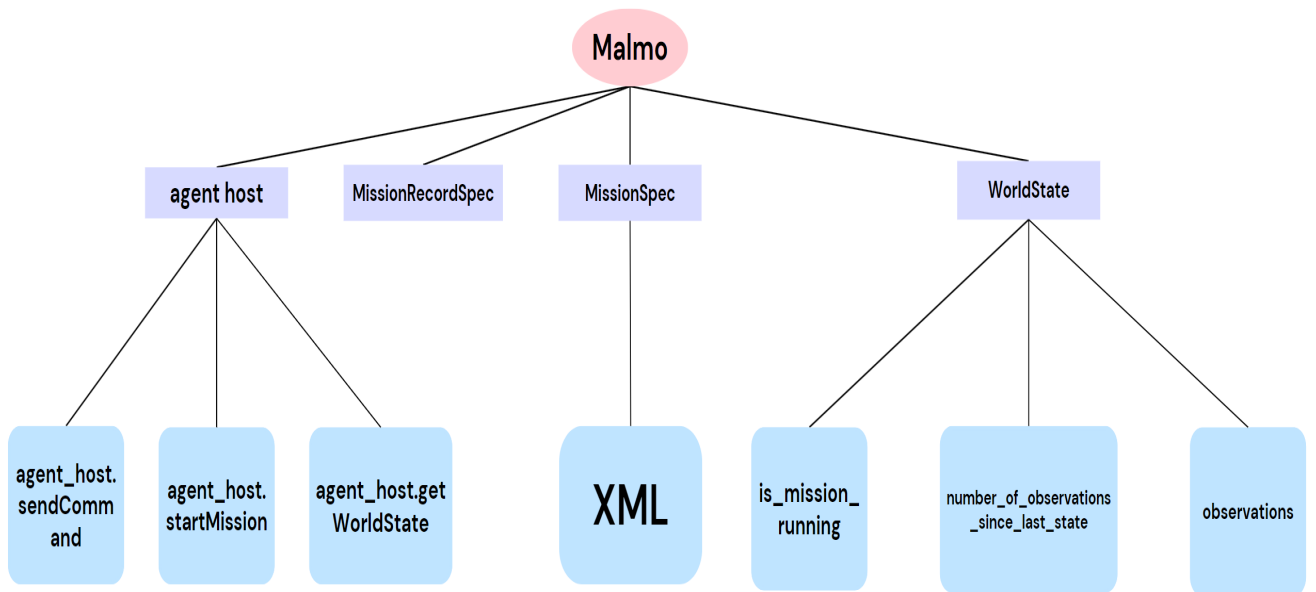 Malmo
agent host
MissionRecordSpec
MissionSpec
WorldState
agent_host.
sendComm
and
agent_host.
startMission
agent_host.get
WorldState
XML
is_mission_
running
number_of_observations
_since_last_state
observations